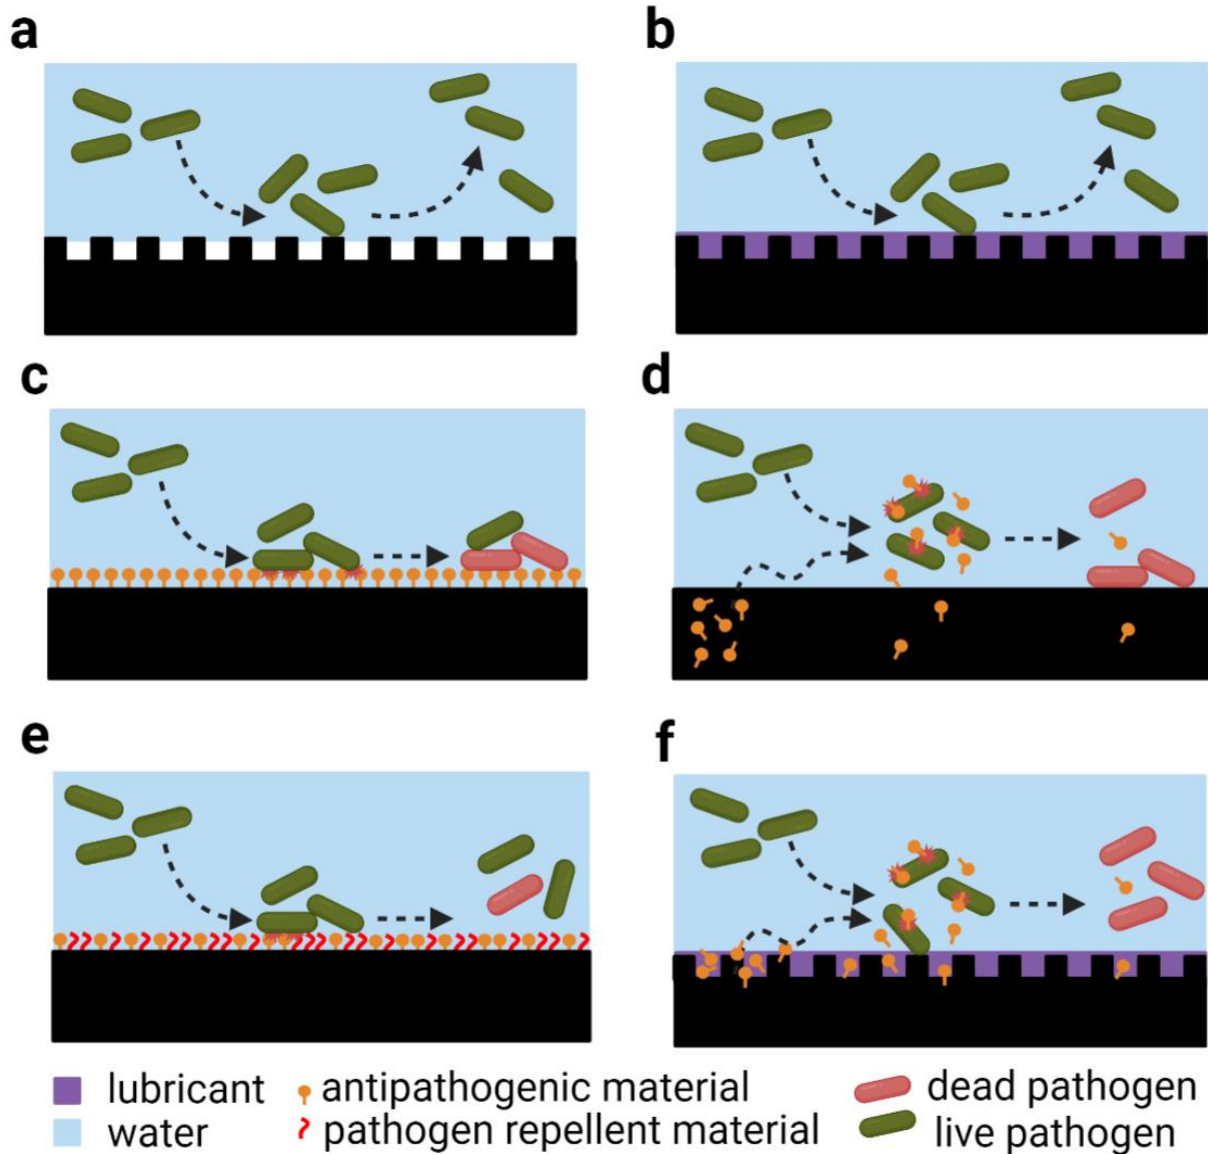 a
b
c
d
e
f
lubricant
antipathogenic material
dead pathogen
water
pathogen repellent material
live pathogen